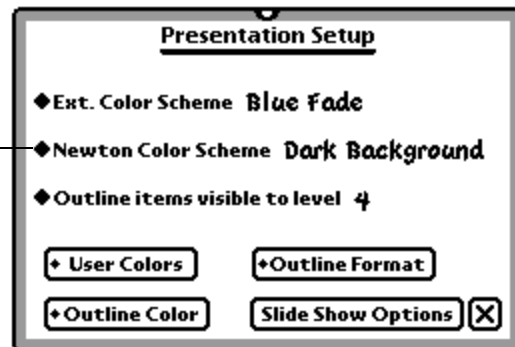 Presentation Setup
◆Ext. Color Scheme Blue Fade
◆Newton Color Scheme Dark Background
◆Outline items visible to level 4
◆ User Colors ◆Outline Format
◆Outline Color Slide Show Options X